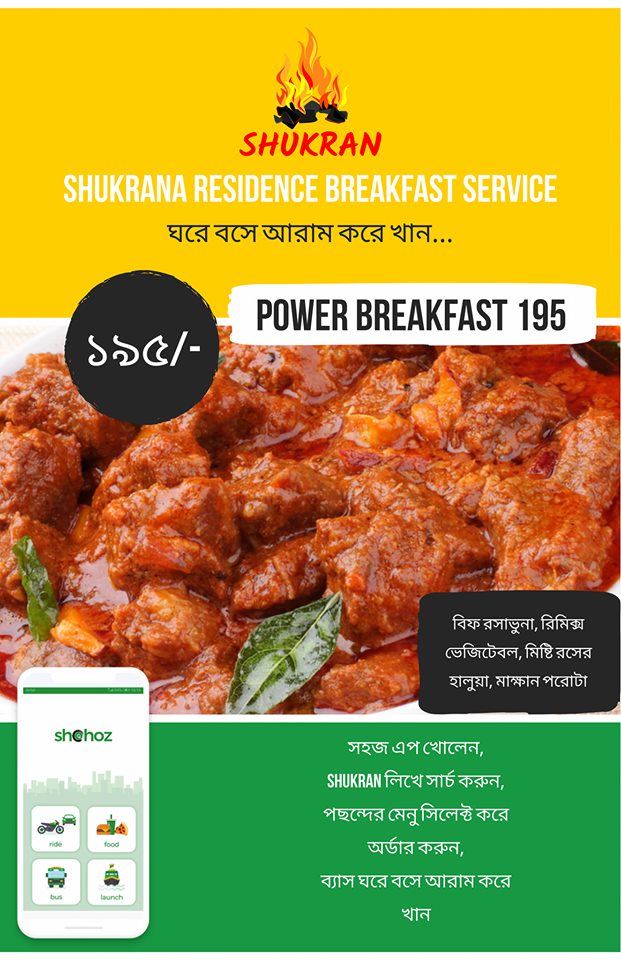 SHUKRAN
SHUKRANA RESIDENCE BREAKFAST SERVICE
ঘরে বসে আরাম করে খান...
POWER BREAKFAST 195
১৯৫/-
বিফ রসাভুনা, রিমিক্স
ভেজিটেবল, মিষ্টি রসের
হালুয়া, মাক্ষান পরোটা
shohoz
ride
food
bus
launch
সহজ এপ খোলেন,
SHUKRAN লিখে সার্চ করুন,
পছন্দের মেনু সিলেক্ট করে
অর্ডার করুন,
ব্যাস ঘরে বসে আরাম করে
খান